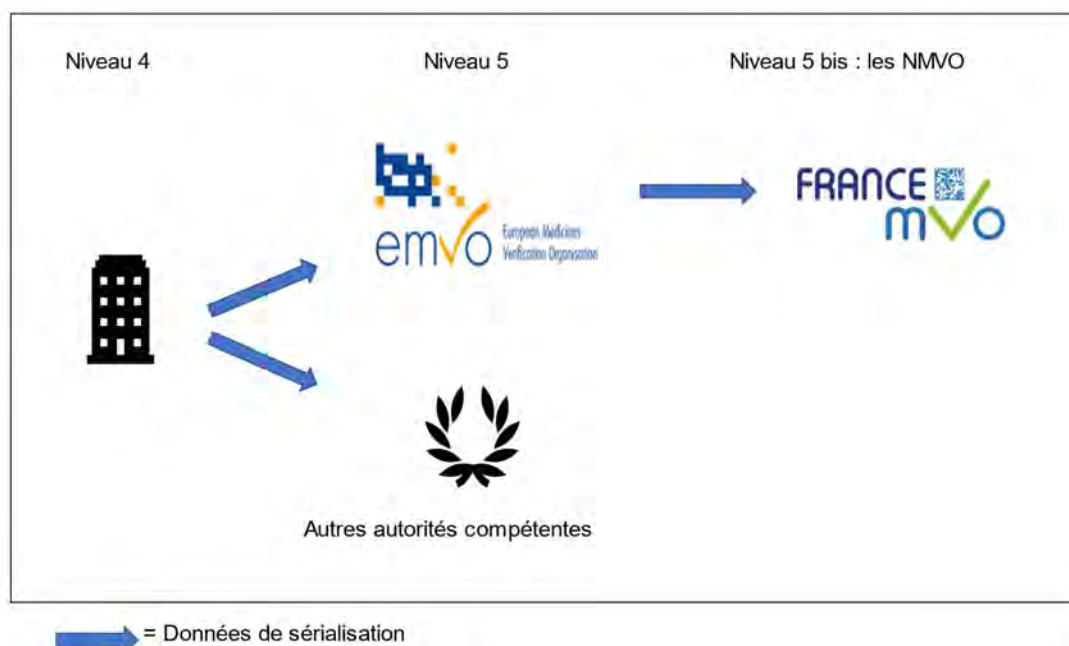 Niveau 4
Niveau 5
Niveau 5 bis : les NMVO
emvo
European Medicines
Verification Organisation
FRANCE
mvo
Autres autorités compétentes
= Données de sérialisation